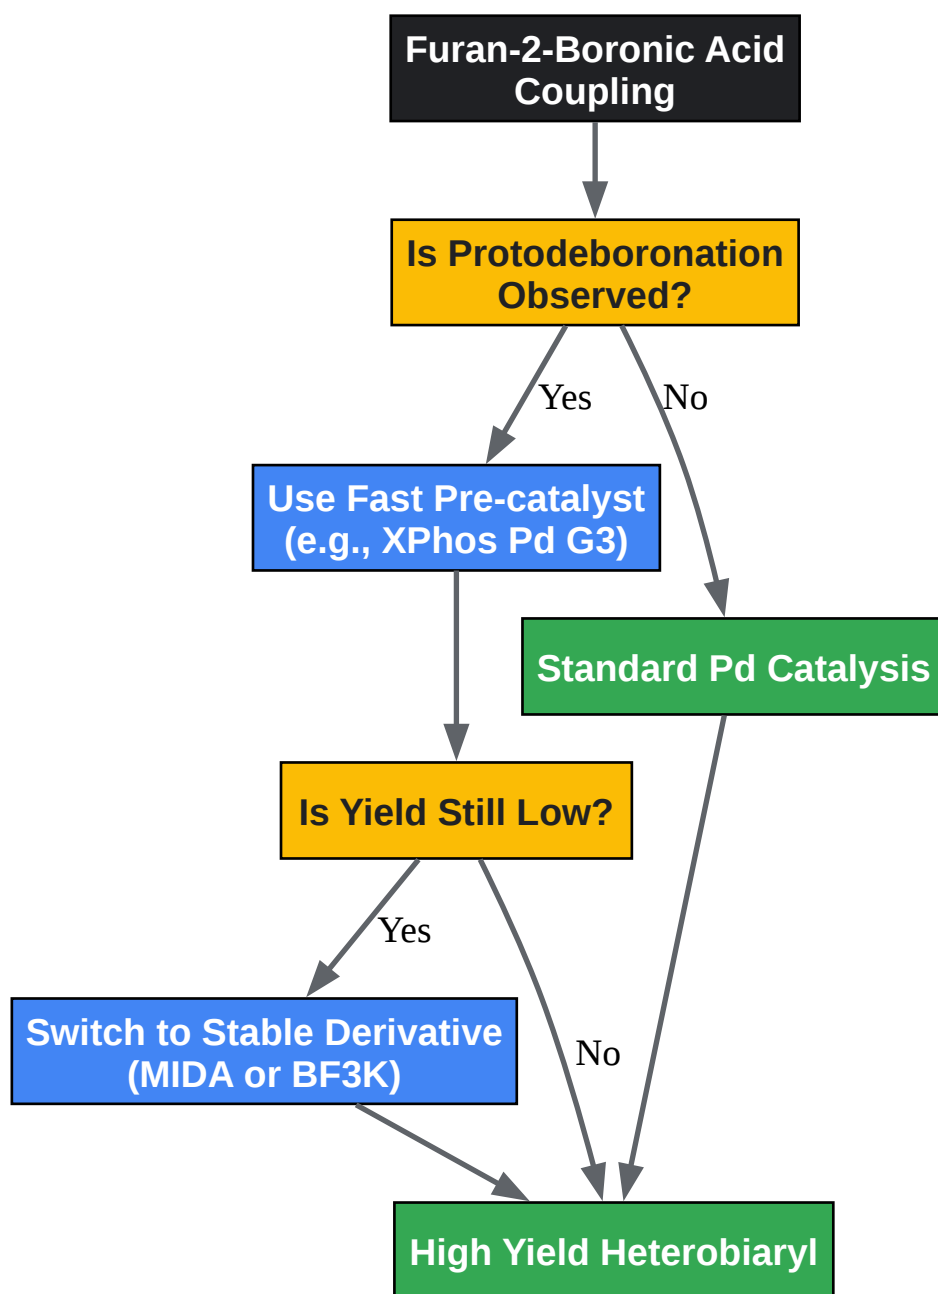 Furan-2-Boronic Acid
Coupling
Is Protodeboronation
Observed?
Yes
No
Use Fast Pre-catalyst
(e.g., XPhos Pd G3)
Standard Pd Catalysis
Is Yield Still Low?
Yes
Switch to Stable Derivative
(MIDA or BF3K)
No
High Yield Heterobiaryl